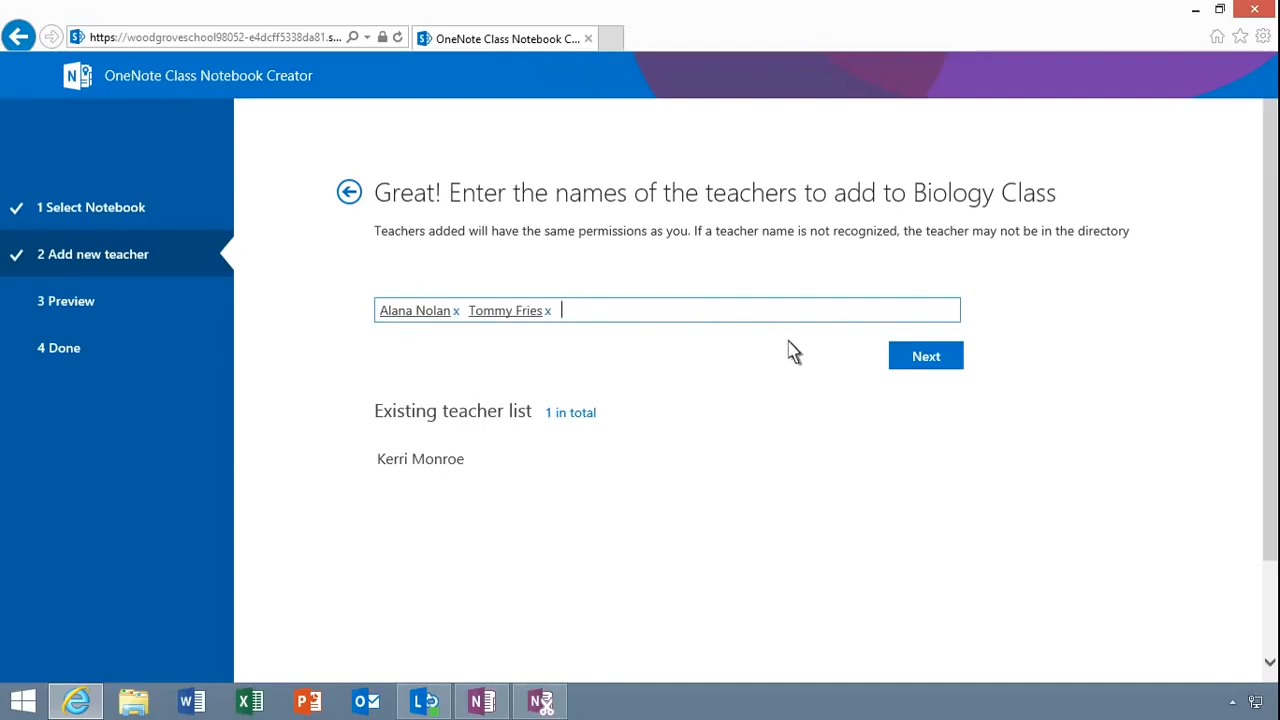 https://woodgroveschool98052-e4dcff5338da81.s...
OneNote Class Notebook C...
OneNote Class Notebook Creator
1 Select Notebook
2 Add new teacher
3 Preview
4 Done
Great! Enter the names of the teachers to add to Biology Class
Teachers added will have the same permissions as you. If a teacher name is not recognized, the teacher may not be in the directory
Alana Nolan x Tommy Fries x
Next
Existing teacher list 1 in total
Kerri Monroe